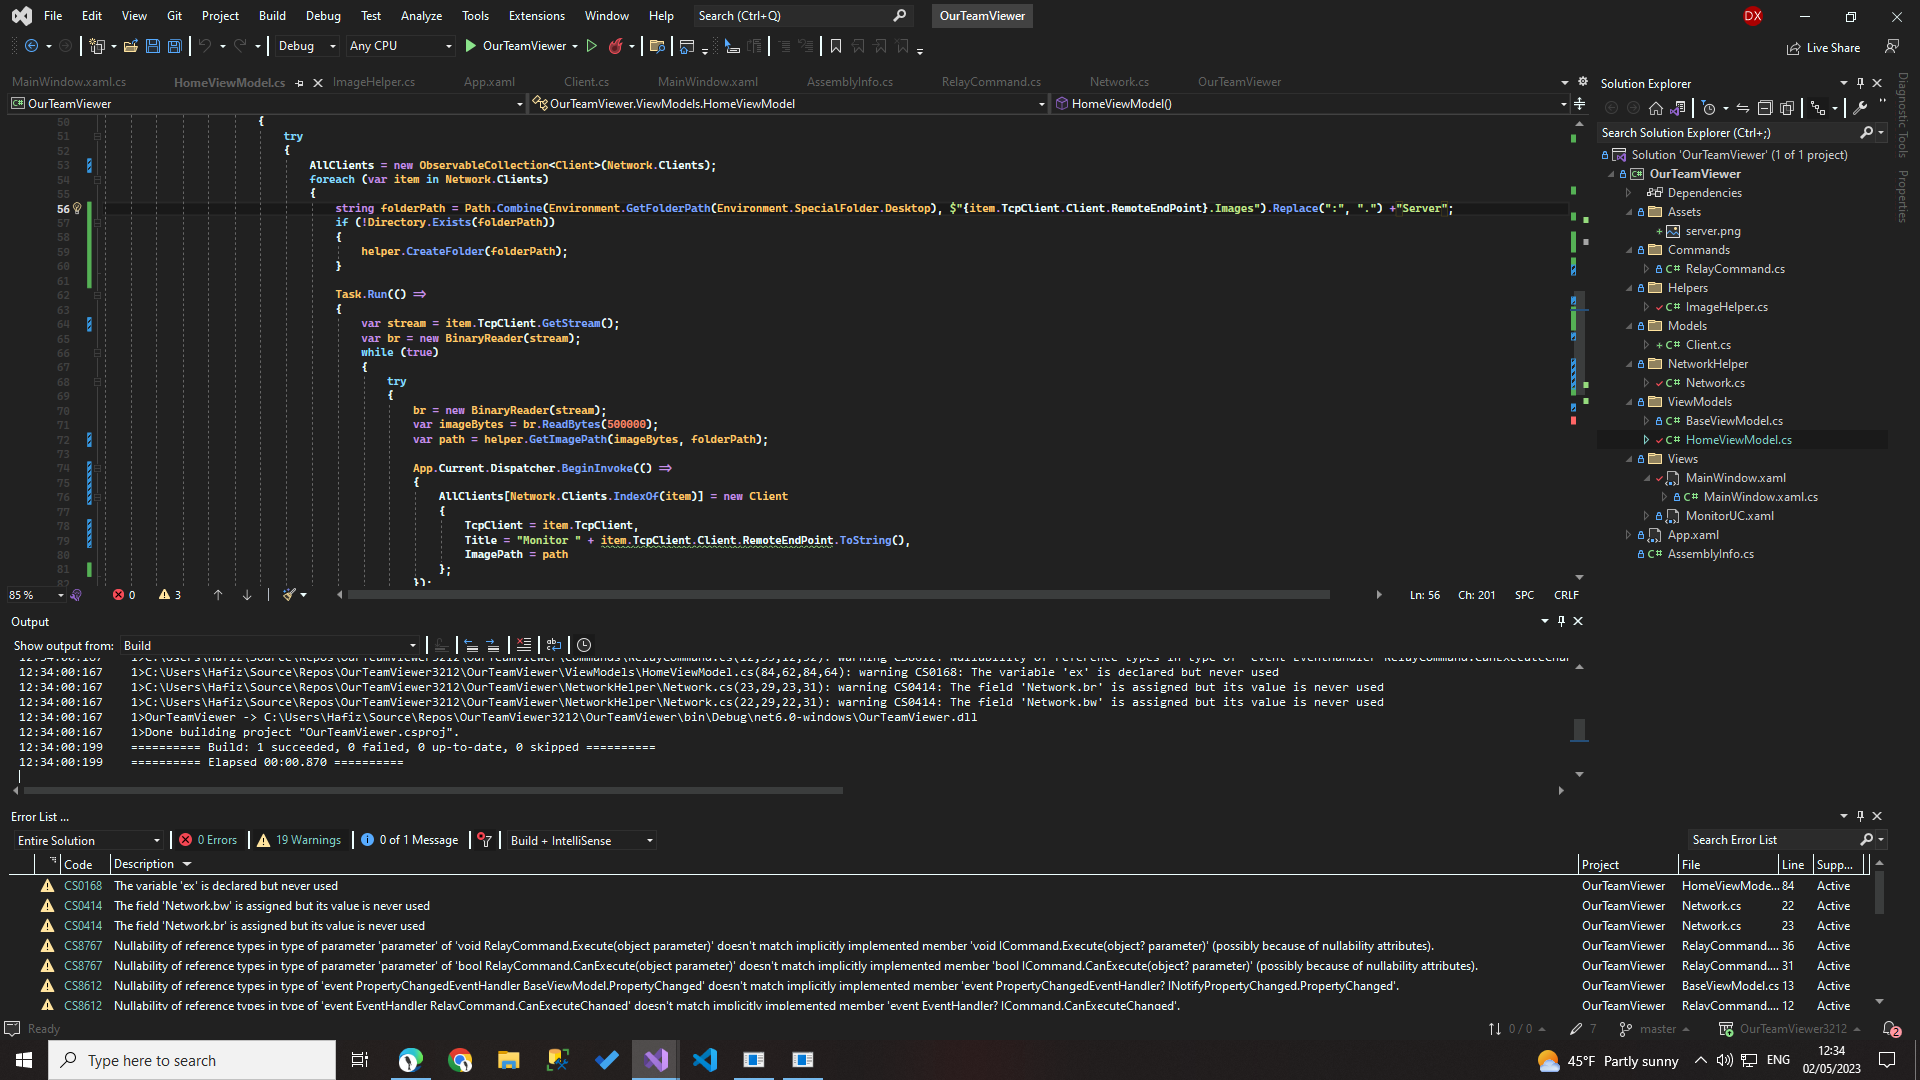 File Edit View Git Project Build Debug Test Analyze Tools Extensions Window Help Search (Ctrl+Q) OurTeamViewer DX
Debug Any CPU OurTeamViewer Live Share
MainWindow.xaml.cs HomeViewModel.cs ImageHelper.cs App.xaml Client.cs MainWindow.xaml AssemblyInfo.cs RelayCommand.cs Network.cs OurTeamViewer
OurTeamViewer OurTeamViewer.ViewModels.HomeViewModel HomeViewModel()
50 {
51 try
52 {
53 AllClients = new ObservableCollection<Client>(Network.Clients);
54 foreach (var item in Network.Clients)
55 {
56 string folderPath = Path.Combine(Environment.GetFolderPath(Environment.SpecialFolder.Desktop), $"{item.TcpClient.Client.RemoteEndPoint}.Images").Replace(":", ".") +"Server";
57 if (!Directory.Exists(folderPath))
58 {
59 helper.CreateFolder(folderPath);
60 }
61
62 Task.Run(() =>
63 {
64 var stream = item.TcpClient.GetStream();
65 var br = new BinaryReader(stream);
66 while (true)
67 {
68 try
69 {
70 br = new BinaryReader(stream);
71 var imageBytes = br.ReadBytes(500000);
72 var path = helper.GetImagePath(imageBytes, folderPath);
73
74 App.Current.Dispatcher.BeginInvoke(() =>
75 {
76 AllClients[Network.Clients.IndexOf(item)] = new Client
77 {
78 TcpClient = item.TcpClient,
79 Title = "Monitor " + item.TcpClient.Client.RemoteEndPoint.ToString(),
80 ImagePath = path
81 };
82 });
85 % 0 3 Ln: 56 Ch: 201 SPC CRLF
Output
Show output from: Build
12:34:00:167 1>C:\Users\Hafiz\Source\Repos\OurTeamViewer3212\OurTeamViewer\Commands\RelayCommand.cs(12,35,12,52): warning CS8612: Nullability of reference types in type of 'event EventHandler RelayCommand.CanExecuteChar
12:34:00:167 1>C:\Users\Hafiz\Source\Repos\OurTeamViewer3212\OurTeamViewer\ViewModels\HomeViewModel.cs(84,62,84,64): warning CS0168: The variable 'ex' is declared but never used
12:34:00:167 1>C:\Users\Hafiz\Source\Repos\OurTeamViewer3212\OurTeamViewer\NetworkHelper\Network.cs(23,29,23,31): warning CS0414: The field 'Network.br' is assigned but its value is never used
12:34:00:167 1>C:\Users\Hafiz\Source\Repos\OurTeamViewer3212\OurTeamViewer\NetworkHelper\Network.cs(22,29,22,31): warning CS0414: The field 'Network.bw' is assigned but its value is never used
12:34:00:167 1>OurTeamViewer -> C:\Users\Hafiz\Source\Repos\OurTeamViewer3212\OurTeamViewer\bin\Debug\net6.0-windows\OurTeamViewer.dll
12:34:00:167 1>Done building project "OurTeamViewer.csproj".
12:34:00:199 ========== Build: 1 succeeded, 0 failed, 0 up-to-date, 0 skipped ==========
12:34:00:199 ========== Elapsed 00:00.870 ==========
Error List ...
Entire Solution 0 Errors 19 Warnings 0 of 1 Message Build + IntelliSense Search Error List
Code Description Project File Line Supp...
CS0168 The variable 'ex' is declared but never used OurTeamViewer HomeViewMode... 84 Active
CS0414 The field 'Network.bw' is assigned but its value is never used OurTeamViewer Network.cs 22 Active
CS0414 The field 'Network.br' is assigned but its value is never used OurTeamViewer Network.cs 23 Active
CS8767 Nullability of reference types in type of parameter 'parameter' of 'void RelayCommand.Execute(object parameter)' doesn't match implicitly implemented member 'void ICommand.Execute(object? parameter)' (possibly because of nullability attributes). OurTeamViewer RelayCommand.... 36 Active
CS8767 Nullability of reference types in type of parameter 'parameter' of 'bool RelayCommand.CanExecute(object parameter)' doesn't match implicitly implemented member 'bool ICommand.CanExecute(object? parameter)' (possibly because of nullability attributes). OurTeamViewer RelayCommand.... 31 Active
CS8612 Nullability of reference types in type of 'event PropertyChangedEventHandler BaseViewModel.PropertyChanged' doesn't match implicitly implemented member 'event PropertyChangedEventHandler? INotifyPropertyChanged.PropertyChanged'. OurTeamViewer BaseViewModel.cs 13 Active
CS8612 Nullability of reference types in type of 'event EventHandler RelayCommand.CanExecuteChanged' doesn't match implicitly implemented member 'event EventHandler? ICommand.CanExecuteChanged'. OurTeamViewer RelayCommand.... 12 Active
Solution Explorer
Search Solution Explorer (Ctrl+;)
Solution 'OurTeamViewer' (1 of 1 project)
OurTeamViewer
Dependencies
Assets
server.png
Commands
C# RelayCommand.cs
Helpers
C# ImageHelper.cs
Models
C# Client.cs
NetworkHelper
C# Network.cs
ViewModels
C# BaseViewModel.cs
C# HomeViewModel.cs
Views
MainWindow.xaml
C# MainWindow.xaml.cs
MonitorUC.xaml
App.xaml
C# AssemblyInfo.cs
Diagnostic Tools
Properties
Ready 0 / 0 7 master OurTeamViewer3212 2
Type here to search 45°F Partly sunny ENG 12:34
02/05/2023